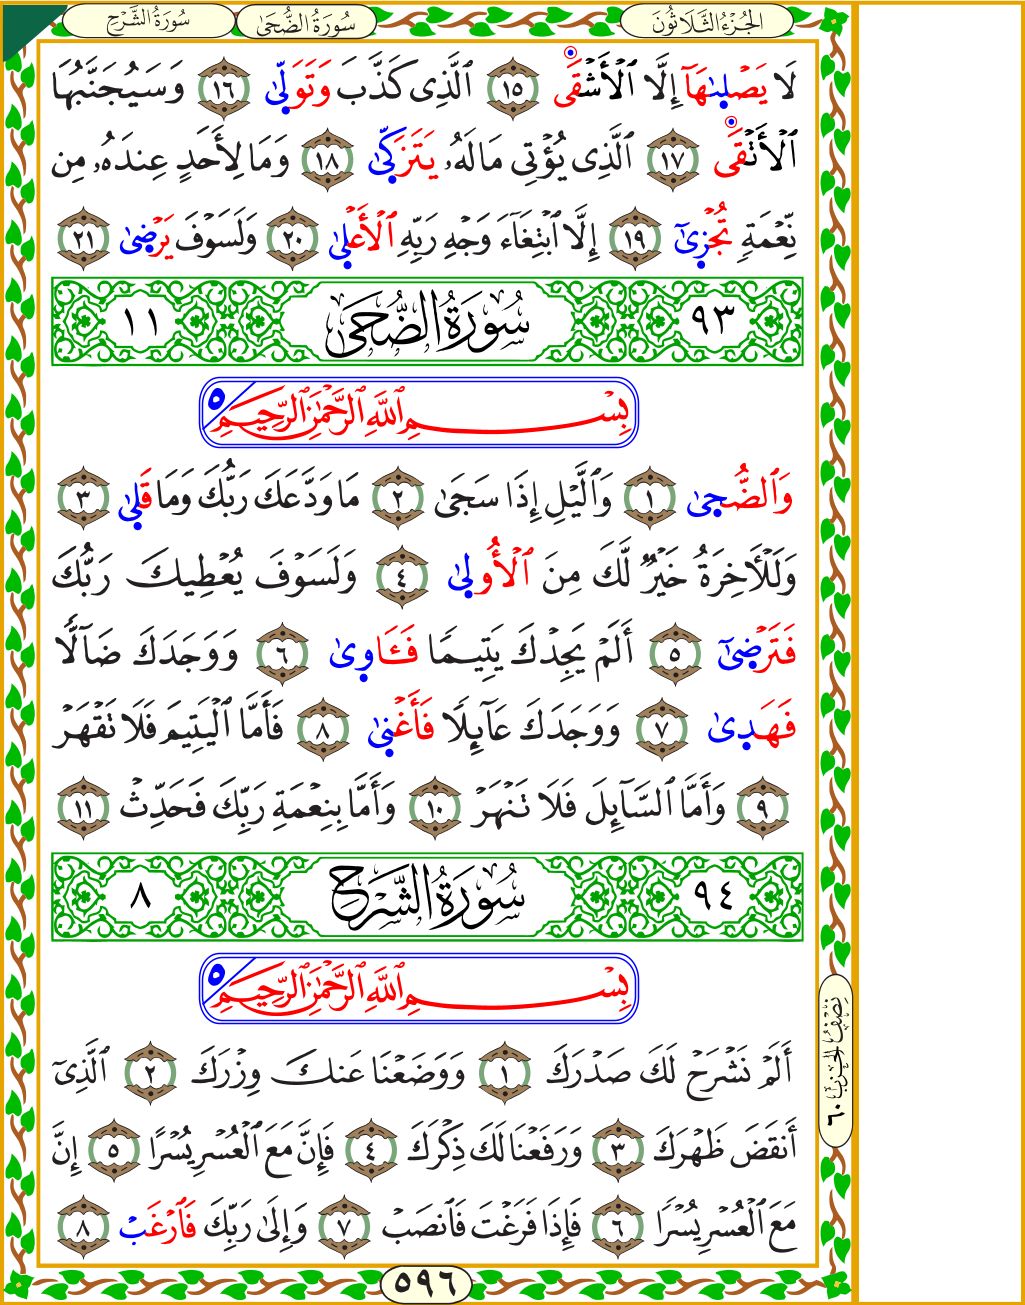 الجُزْءُ الثَّلَاثُونَ سُورَةُ الضُّحَىٰ سُورَةُ الشَّرْحِ
لَا يَصْلَىٰهَآ إِلَّا ٱلْأَشْقَى ١٥ ٱلَّذِى كَذَّبَ وَتَوَلَّىٰ ١٦ وَسَيُجَنَّبُهَا
ٱلْأَتْقَى ١٧ ٱلَّذِى يُؤْتِى مَالَهُۥ يَتَزَكَّىٰ ١٨ وَمَا لِأَحَدٍ عِندَهُۥ مِن
نِّعْمَةٍ تُجْزَىٰٓ ١٩ إِلَّا ٱبْتِغَآءَ وَجْهِ رَبِّهِ ٱلْأَعْلَىٰ ٢٠ وَلَسَوْفَ يَرْضَىٰ ٢١
٩٣ سُورَةُ الضُّحَىٰ ١١
٥ بِسْمِ ٱللَّهِ ٱلرَّحْمَٰنِ ٱلرَّحِيمِ
وَٱلضُّحَىٰ ١ وَٱلَّيْلِ إِذَا سَجَىٰ ٢ مَا وَدَّعَكَ رَبُّكَ وَمَا قَلَىٰ ٣
وَلَلْأَخِرَةُ خَيْرٌ لَّكَ مِنَ ٱلْأُولَىٰ ٤ وَلَسَوْفَ يُعْطِيكَ رَبُّكَ
فَتَرْضَىٰٓ ٥ أَلَمْ يَجِدْكَ يَتِيمًا فَـَٔاوَىٰ ٦ وَوَجَدَكَ ضَآلًّا
فَهَدَىٰ ٧ وَوَجَدَكَ عَآئِلًا فَأَغْنَىٰ ٨ فَأَمَّا ٱلْيَتِيمَ فَلَا تَقْهَرْ
٩ وَأَمَّا ٱلسَّآئِلَ فَلَا تَنْهَرْ ١٠ وَأَمَّا بِنِعْمَةِ رَبِّكَ فَحَدِّثْ ١١
٩٤ سُورَةُ الشَّرْحِ ٨
٥ بِسْمِ ٱللَّهِ ٱلرَّحْمَٰنِ ٱلرَّحِيمِ
أَلَمْ نَشْرَحْ لَكَ صَدْرَكَ ١ وَوَضَعْنَا عَنكَ وِزْرَكَ ٢ ٱلَّذِىٓ
أَنقَضَ ظَهْرَكَ ٣ وَرَفَعْنَا لَكَ ذِكْرَكَ ٤ فَإِنَّ مَعَ ٱلْعُسْرِ يُسْرًا ٥ إِنَّ
مَعَ ٱلْعُسْرِ يُسْرًا ٦ فَإِذَا فَرَغْتَ فَٱنصَبْ ٧ وَإِلَىٰ رَبِّكَ فَٱرْغَبْ ٨
نِصْفُ الحِزْبِ ٦٠
٥٩٦